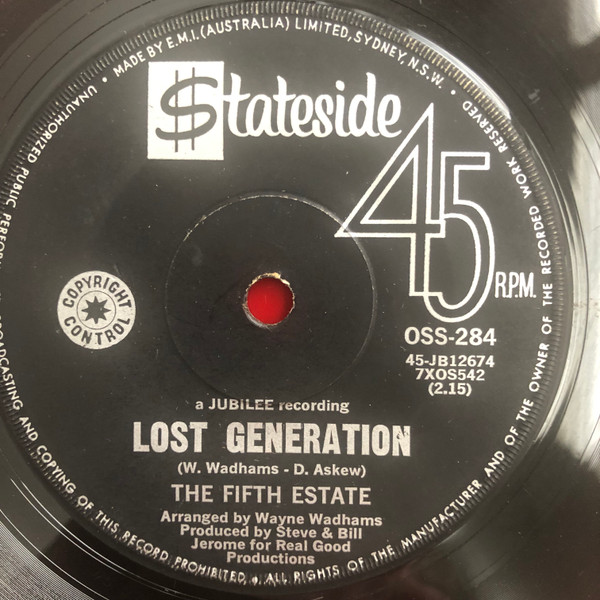 MADE BY E.M.I. (AUSTRALIA) LIMITED, SYDNEY, N.S.W. •
$tateside
45
R.P.M.
COPYRIGHT
CONTROL
OSS-284
45-JB12674
7XOS542
(2.15)
a JUBILEE recording
LOST GENERATION
(W. Wadhams - D. Askew)
THE FIFTH ESTATE
Arranged by Wayne Wadhams
Produced by Steve & Bill
Jerome for Real Good
Productions
UNAUTHORIZED PUBLIC BROADCASTING AND COPYING OF THIS RECORD PROHIBITED. • ALL RIGHTS OF THE MANUFACTURER AND OF THE OWNER OF THE RECORDED WORK RESERVED •